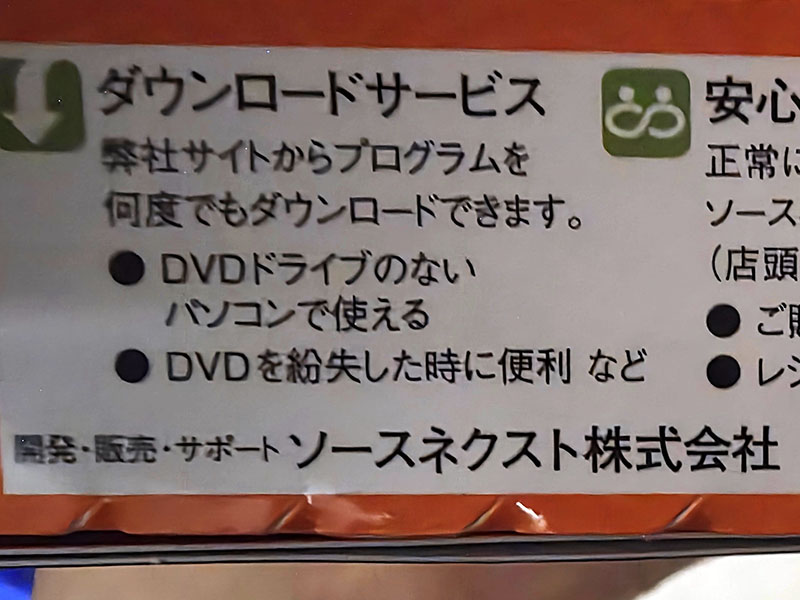 ダウンロードサービス
弊社サイトからプログラムを
何度でもダウンロードできます。
● DVDドライブのない
パソコンで使える
● DVDを紛失した時に便利 など
安心
正常に
ソース
（店頭
● ご購
● レジ
開発・販売・サポート ソースネクスト株式会社